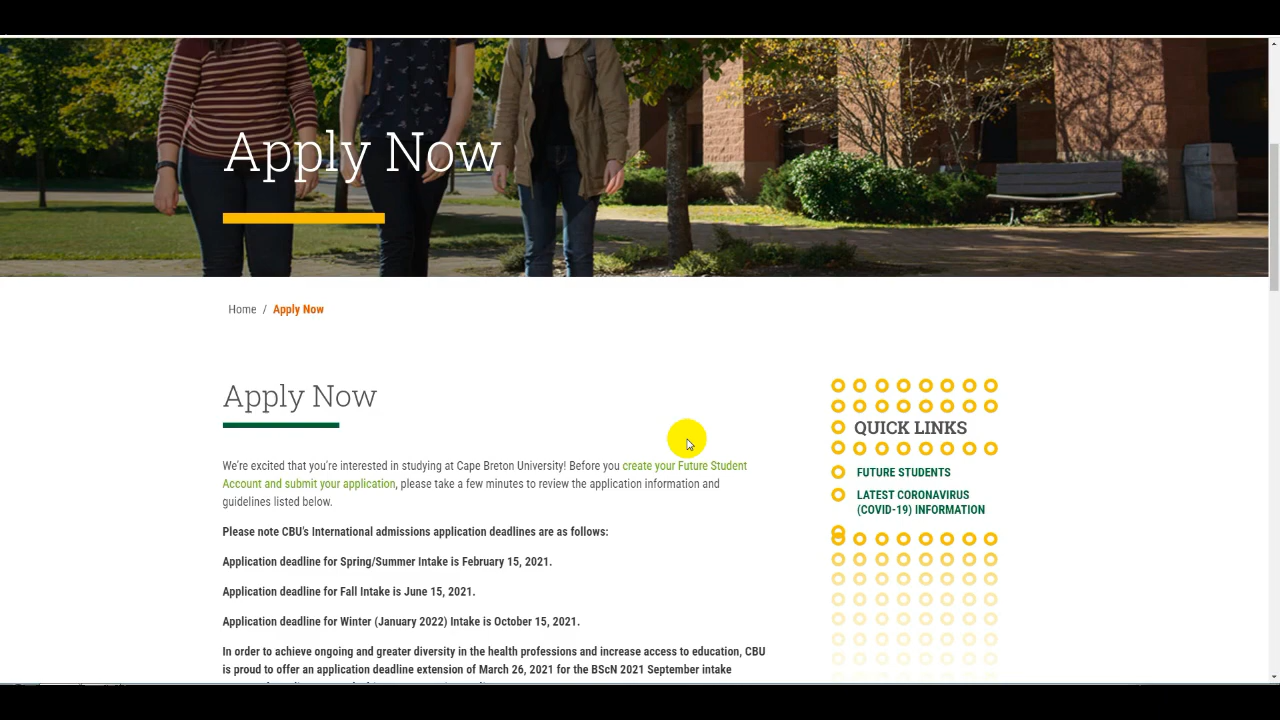 Apply Now
Home / Apply Now
Apply Now
We're excited that you're interested in studying at Cape Breton University! Before you create your Future Student
Account and submit your application, please take a few minutes to review the application information and
guidelines listed below.
Please note CBU's International admissions application deadlines are as follows:
Application deadline for Spring/Summer Intake is February 15, 2021.
Application deadline for Fall Intake is June 15, 2021.
Application deadline for Winter (January 2022) Intake is October 15, 2021.
In order to achieve ongoing and greater diversity in the health professions and increase access to education, CBU
is proud to offer an application deadline extension of March 26, 2021 for the BScN 2021 September intake
QUICK LINKS
FUTURE STUDENTS
LATEST CORONAVIRUS
(COVID-19) INFORMATION